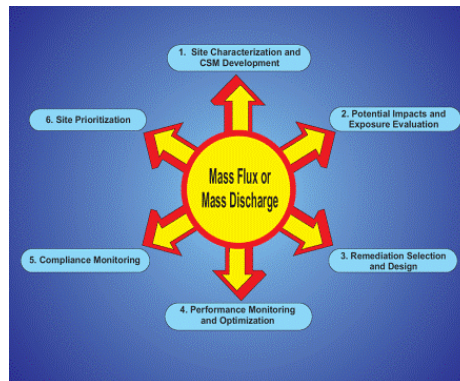 1. Site Characterization and
CSM Development
6. Site Prioritization
2. Potential Impacts and
Exposure Evaluation
Mass Flux or
Mass Discharge
5. Compliance Monitoring
3. Remediation Selection
and Design
4. Performance Monitoring
and Optimization